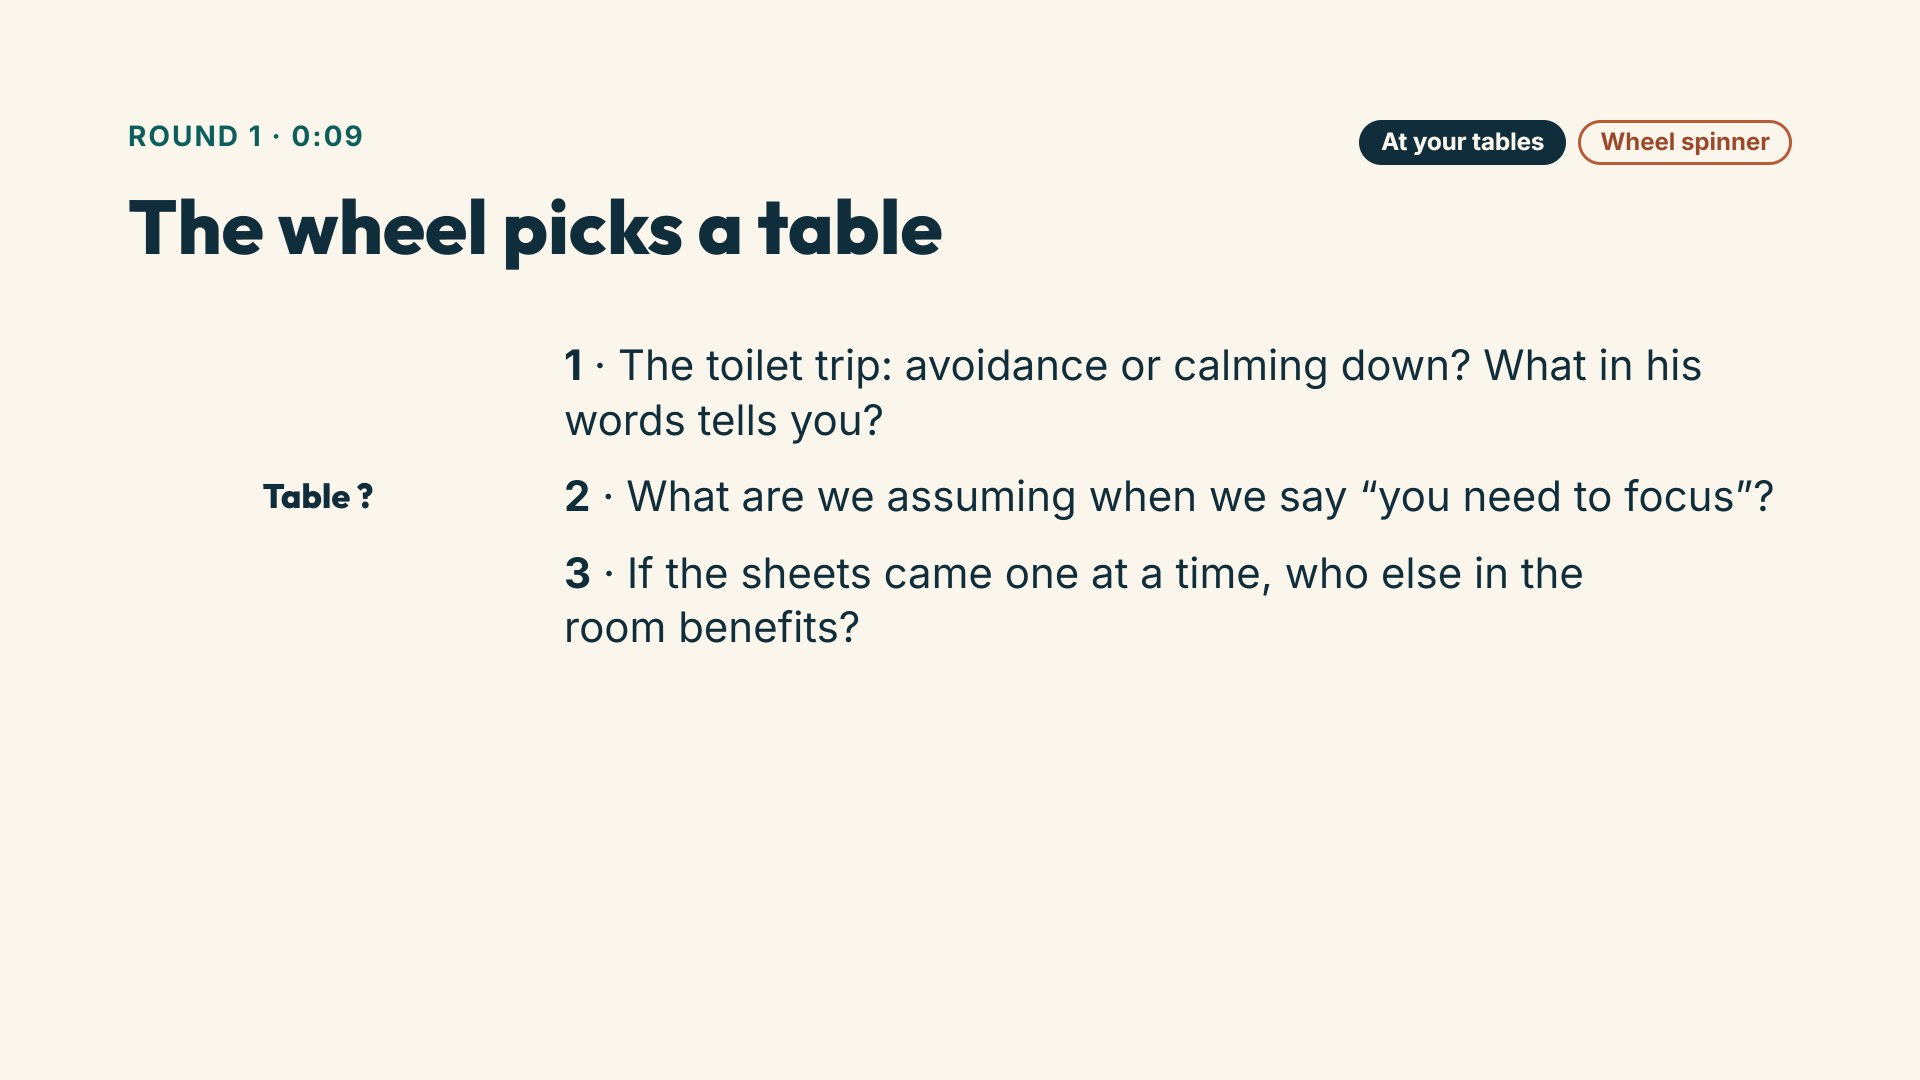 ROUND 1 · 0:09
At your tables
Wheel spinner
The wheel picks a table
Table ?
1 · The toilet trip: avoidance or calming down? What in his
words tells you?
2 · What are we assuming when we say “you need to focus”?
3 · If the sheets came one at a time, who else in the
room benefits?